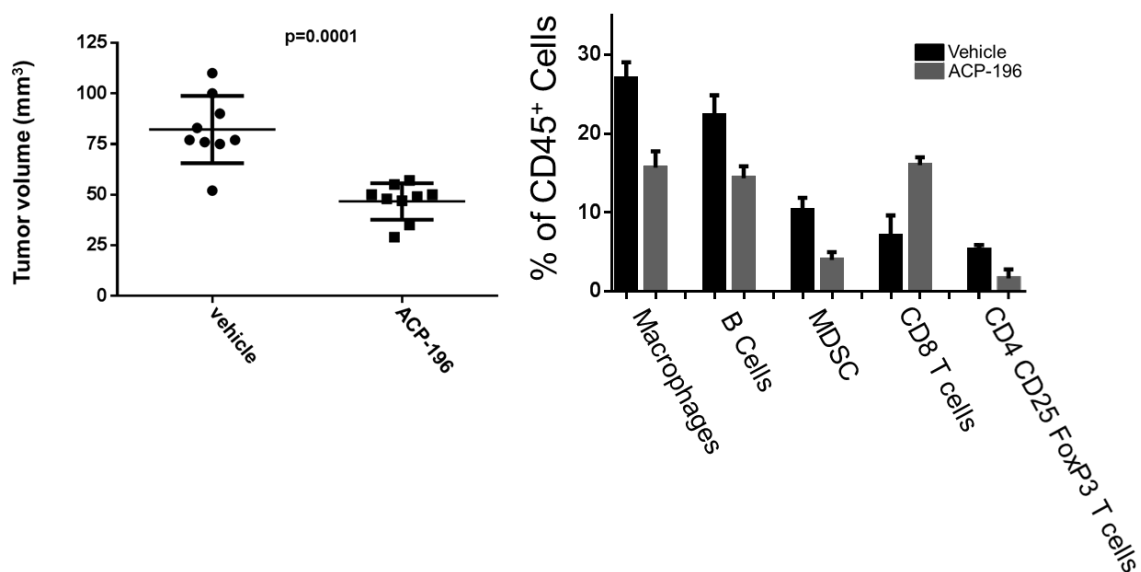 p=0.0001
Tumor volume (mm³)
125
100
75
50
25
0
vehicle
ACP-196
% of CD45⁺ Cells
30
20
10
0
Vehicle
ACP-196
Macrophages
B Cells
MDSC
CD8 T cells
CD4 CD25 FoxP3 T cells